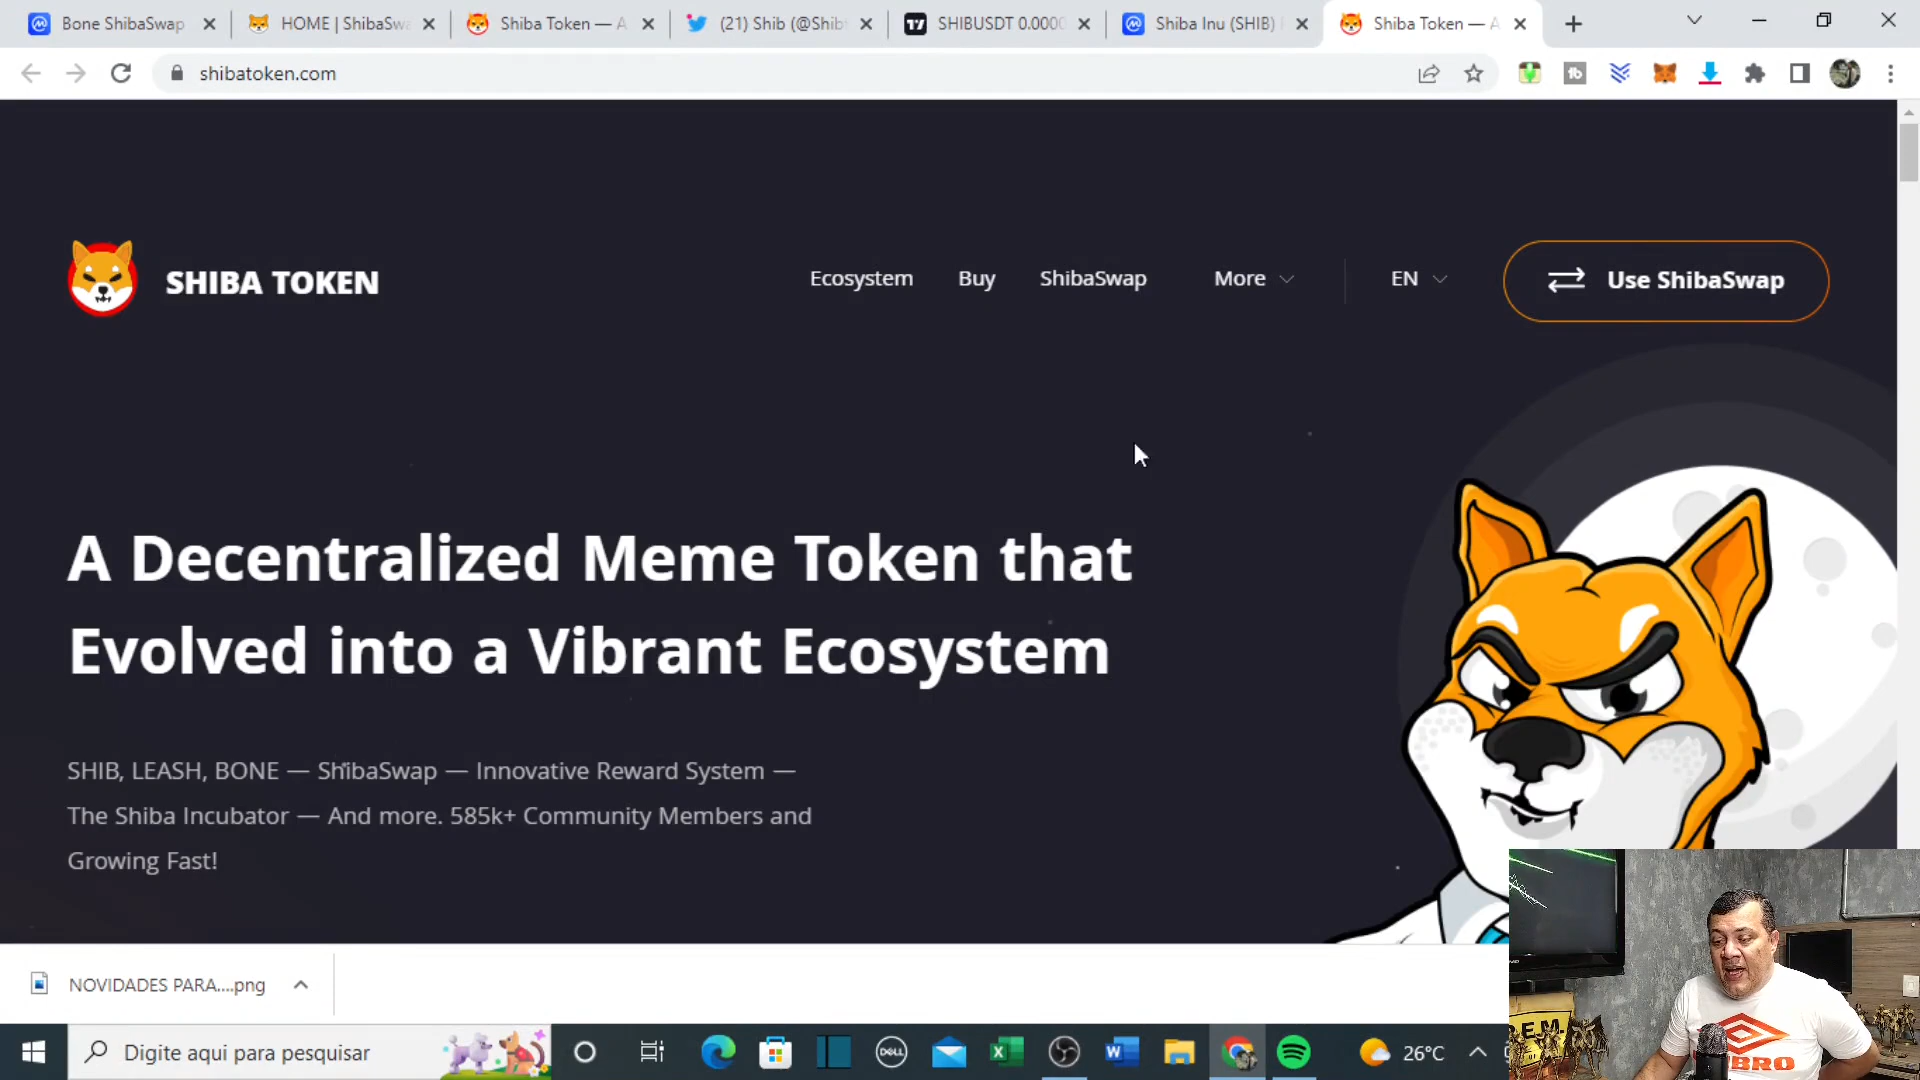 Bone ShibaSwap
HOME | ShibaSwa
Shiba Token — A
(21) Shib (@Shib
SHIBUSDT 0.0000
Shiba Inu (SHIB)
Shiba Token — A
shibatoken.com
SHIBA TOKEN
Ecosystem
Buy
ShibaSwap
More
EN
Use ShibaSwap
A Decentralized Meme Token that
Evolved into a Vibrant Ecosystem
SHIB, LEASH, BONE — ShibaSwap — Innovative Reward System —
The Shiba Incubator — And more. 585k+ Community Members and
Growing Fast!
NOVIDADES PARA....png
Digite aqui para pesquisar
DELL
26°C